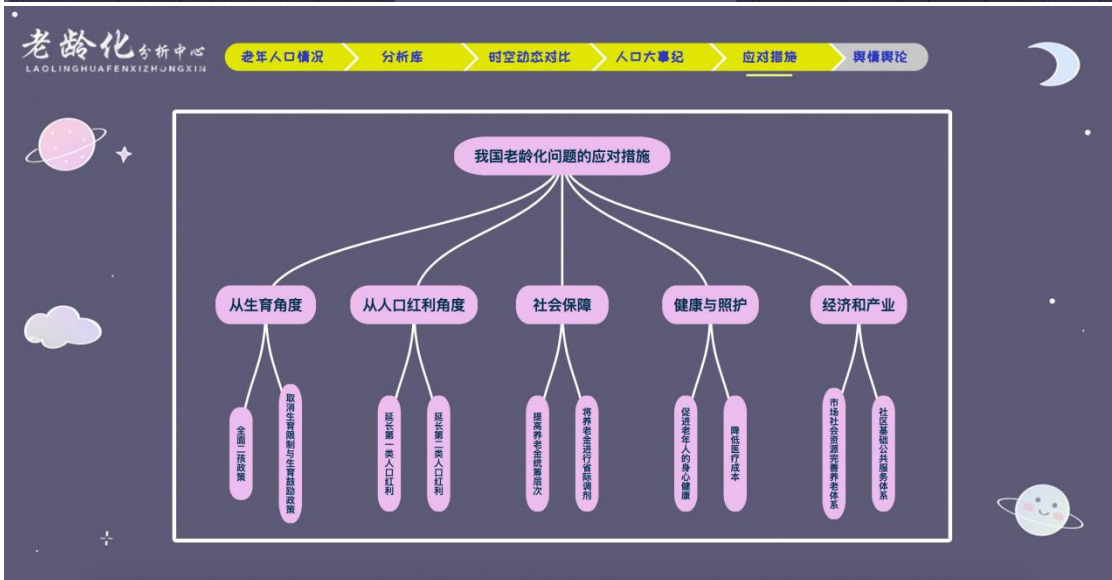 老龄化分析中心
LAOLINGHUAFENXIZHONGXIN
老年人口情况
分析库
时空动态对比
人口大事纪
应对措施
舆情舆论
我国老龄化问题的应对措施
从生育角度
从人口红利角度
社会保障
健康与照护
经济和产业
全面二孩政策
取消生育限制与生育鼓励政策
延长第一类人口红利
延长第二类人口红利
提高养老金统筹层次
将养老金进行省际调剂
促进老年人的身心健康
降低医疗成本
市场社会资源完善养老体系
社区基础公共服务体系